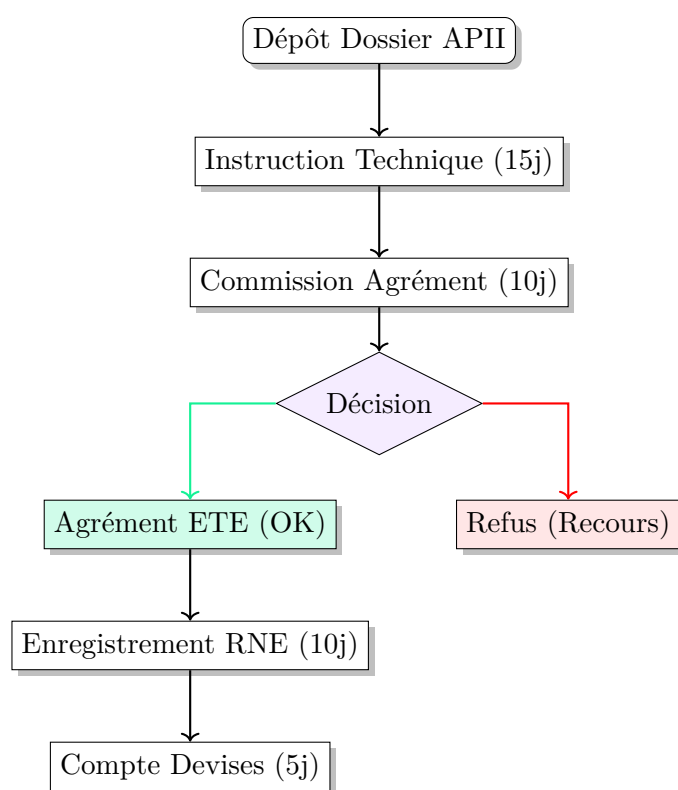 Dépôt Dossier APII
Instruction Technique (15j)
Commission Agrément (10j)
Décision
Agrément ETE (OK)
Refus (Recours)
Enregistrement RNE (10j)
Compte Devises (5j)